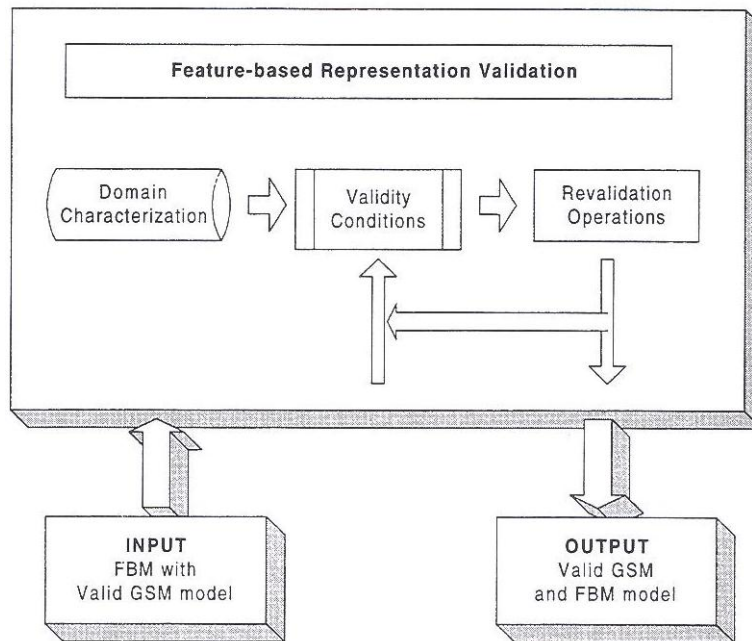 Feature-based Representation Validation
Domain
Characterization
Validity
Conditions
Revalidation
Operations
INPUT
FBM with
Valid GSM model
OUTPUT
Valid GSM
and FBM model